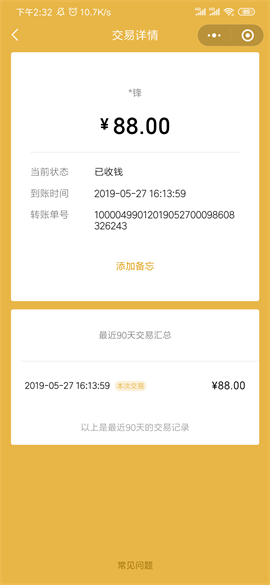 下午2:32 10.7K/s
交易详情
*锋
¥88.00
当前状态 已收钱
到账时间 2019-05-27 16:13:59
转账单号 10000499012019052700098608
326243
添加备忘
最近90天交易汇总
2019-05-27 16:13:59 本次交易 ¥88.00
以上是最近90天的交易记录
常见问题